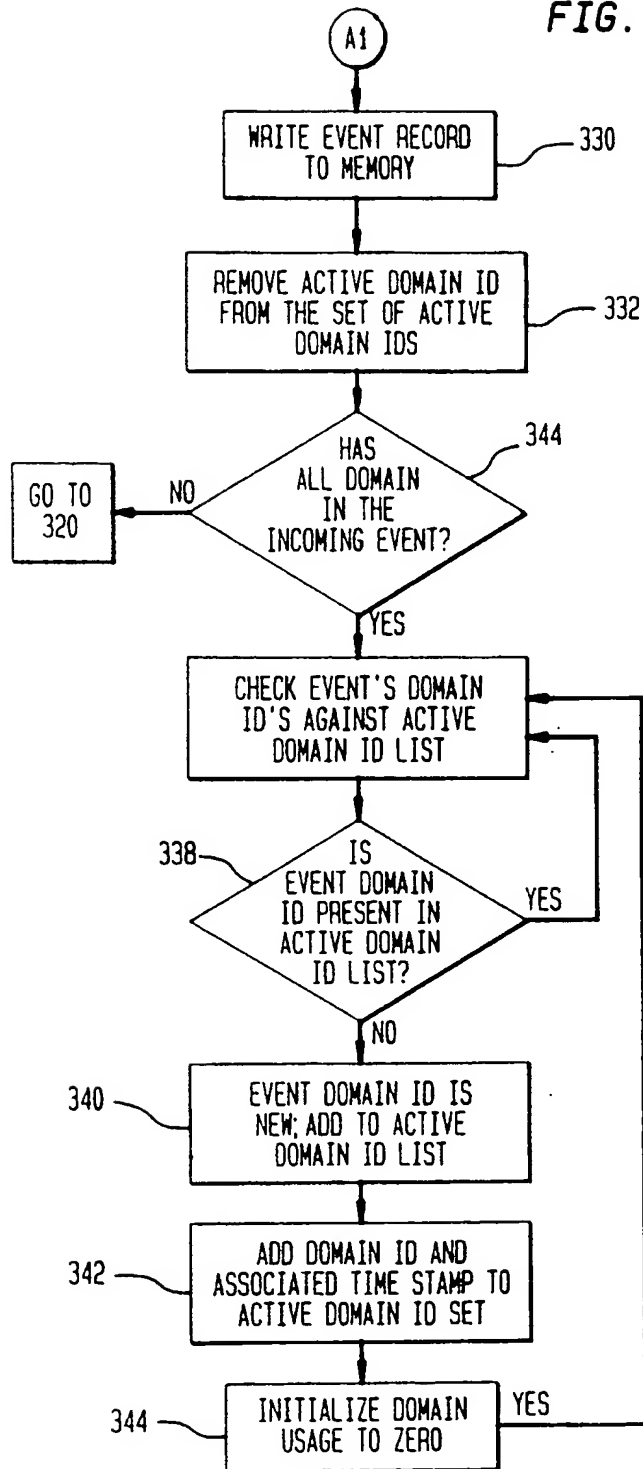 FIG.
A1
WRITE EVENT RECORD
TO MEMORY
330
REMOVE ACTIVE DOMAIN ID
FROM THE SET OF ACTIVE
DOMAIN IDS
332
HAS
ALL DOMAIN
IN THE
INCOMING EVENT?
344
NO
GO TO
320
YES
CHECK EVENT'S DOMAIN
ID'S AGAINST ACTIVE
DOMAIN ID LIST
338
IS
EVENT DOMAIN
ID PRESENT IN
ACTIVE DOMAIN
ID LIST?
YES
NO
340
EVENT DOMAIN ID IS
NEW; ADD TO ACTIVE
DOMAIN ID LIST
342
ADD DOMAIN ID AND
ASSOCIATED TIME STAMP TO
ACTIVE DOMAIN ID SET
344
INITIALIZE DOMAIN
USAGE TO ZERO
YES